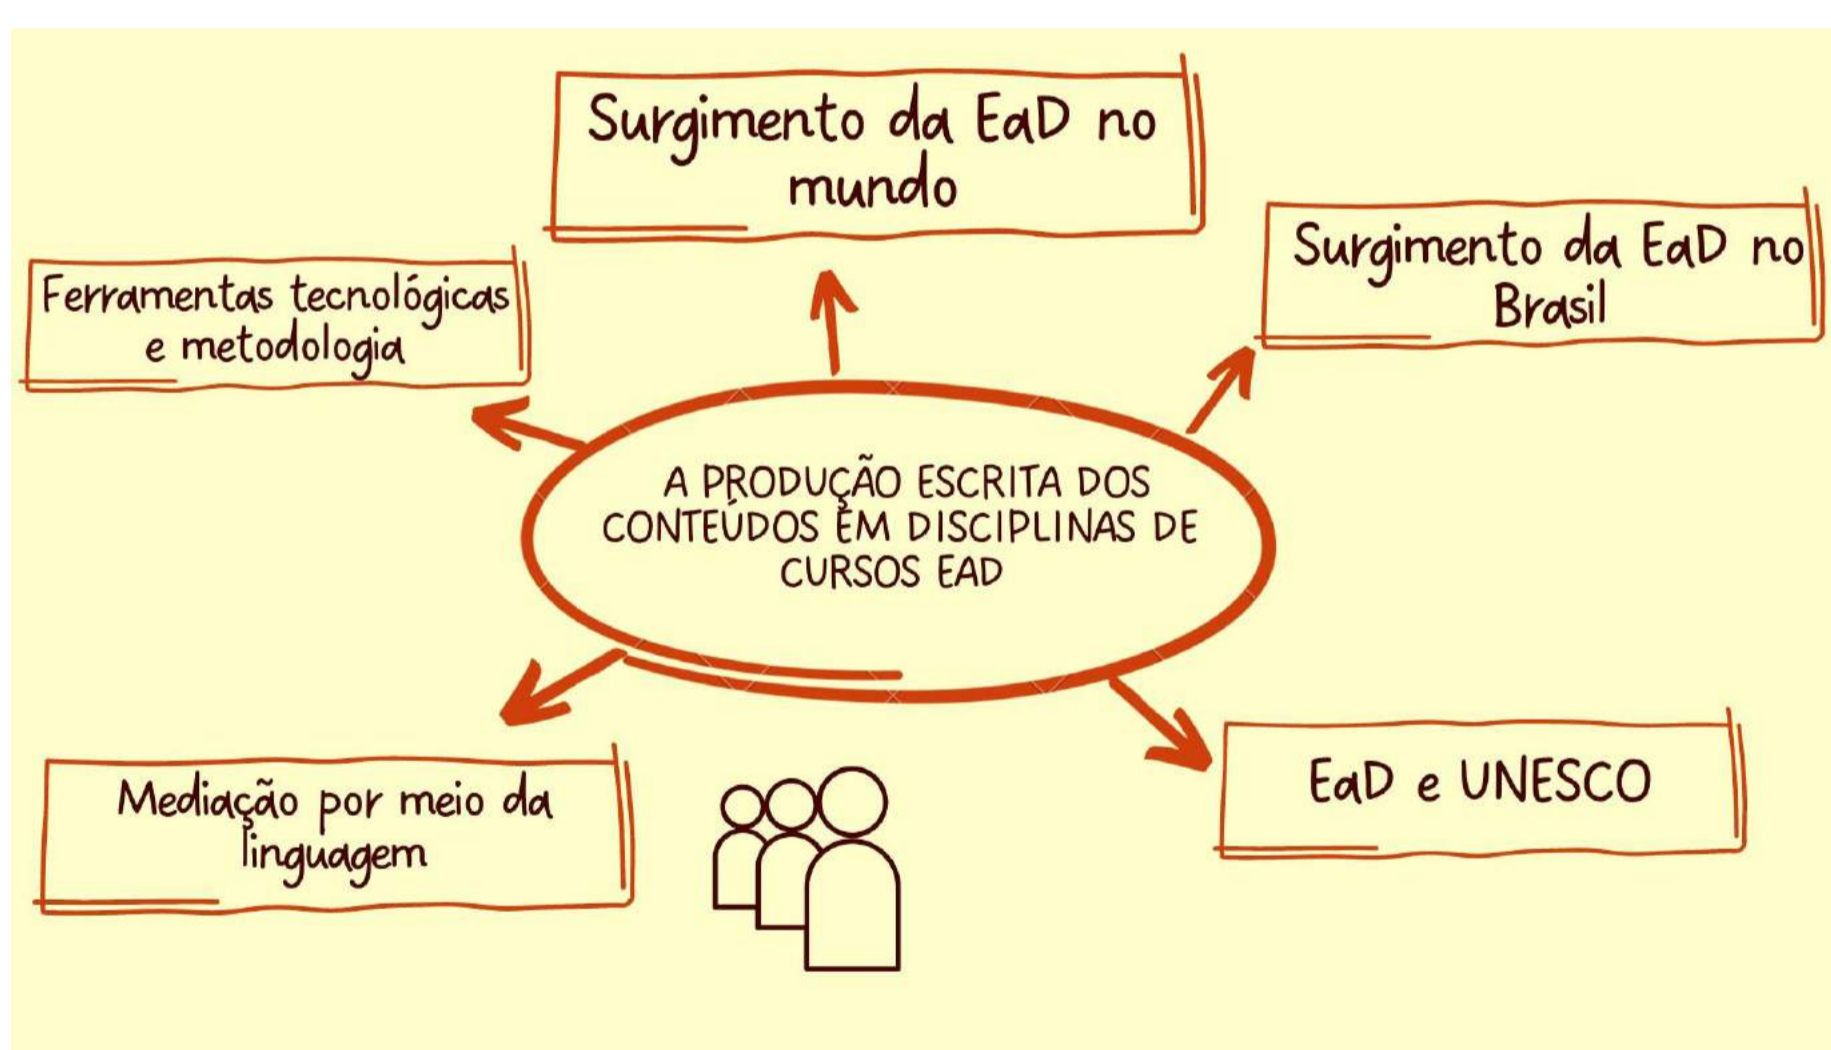 Surgimento da EaD no
mundo
Surgimento da EaD no
Brasil
Ferramentas tecnológicas
e metodologia
A PRODUÇÃO ESCRITA DOS
CONTEÚDOS EM DISCIPLINAS DE
CURSOS EAD
Mediação por meio da
linguagem
EaD e UNESCO